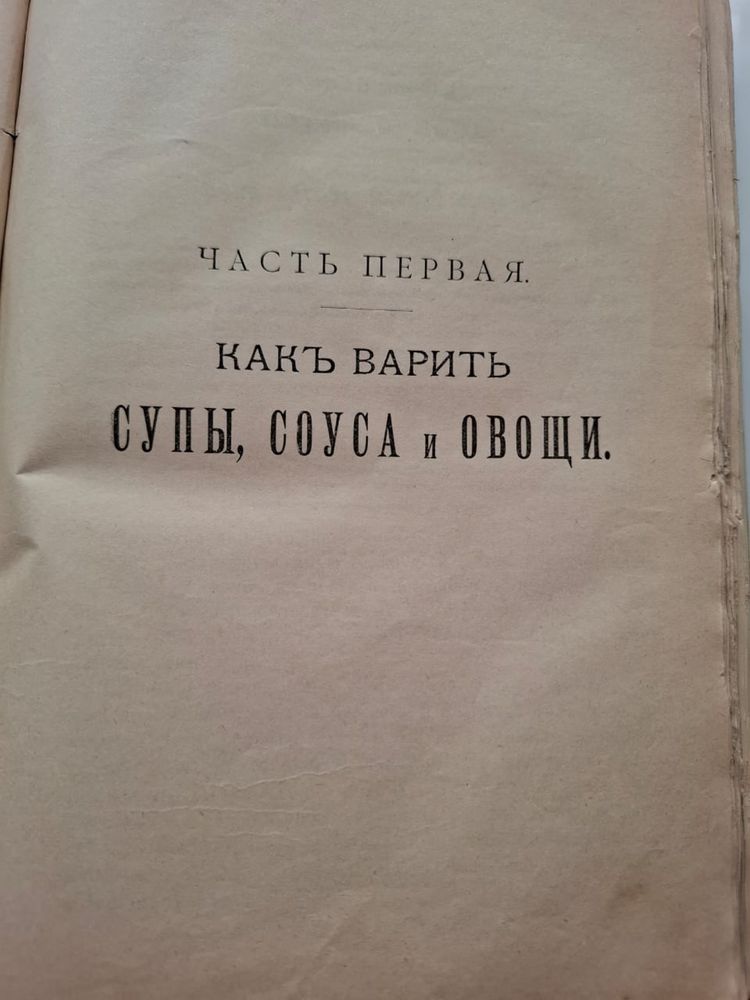 ЧАСТЬ ПЕРВАЯ.
КАКЪ ВАРИТЬ
СУПЫ, СОУСА и ОВОЩИ.